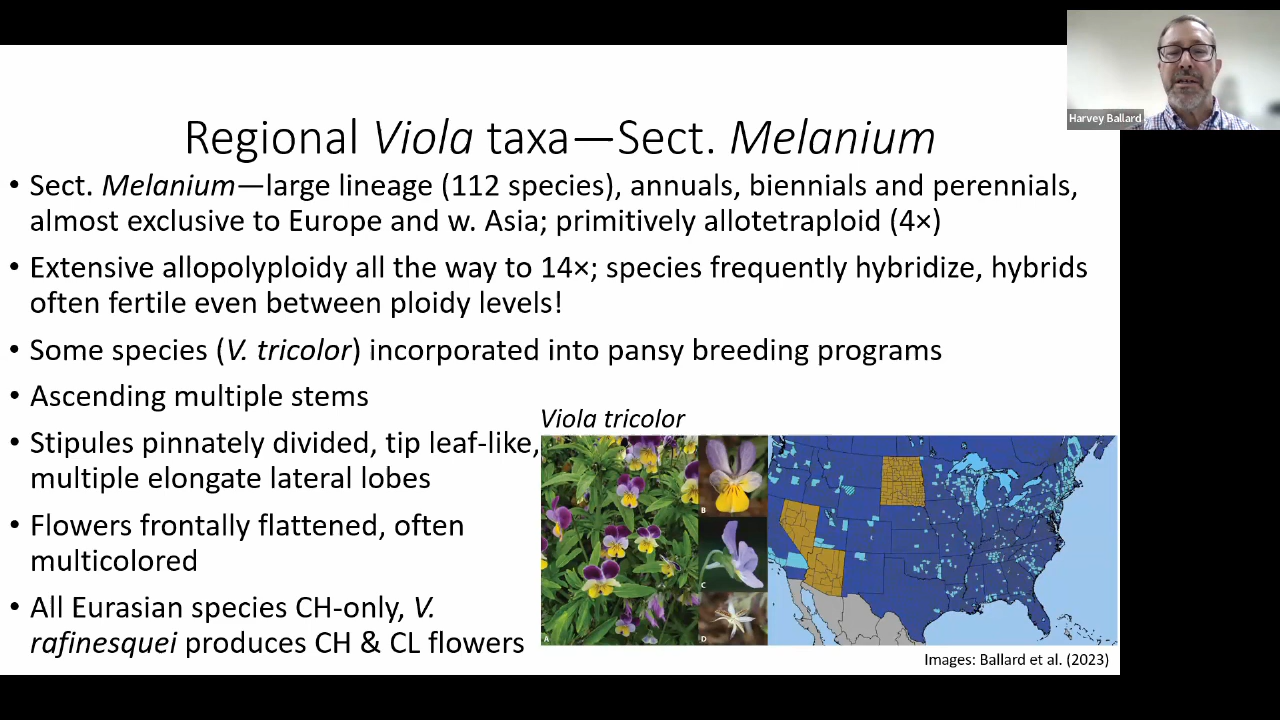 Harvey Ballard
Regional Viola taxa—Sect. Melanium
• Sect. Melanium—large lineage (112 species), annuals, biennials and perennials,
almost exclusive to Europe and w. Asia; primitively allotetraploid (4×)
• Extensive allopolyploidy all the way to 14×; species frequently hybridize, hybrids
often fertile even between ploidy levels!
• Some species (V. tricolor) incorporated into pansy breeding programs
• Ascending multiple stems
• Stipules pinnately divided, tip leaf-like,
multiple elongate lateral lobes
• Flowers frontally flattened, often
multicolored
• All Eurasian species CH-only, V.
rafinesquei produces CH & CL flowers
Viola tricolor
A
B
C
D
Images: Ballard et al. (2023)